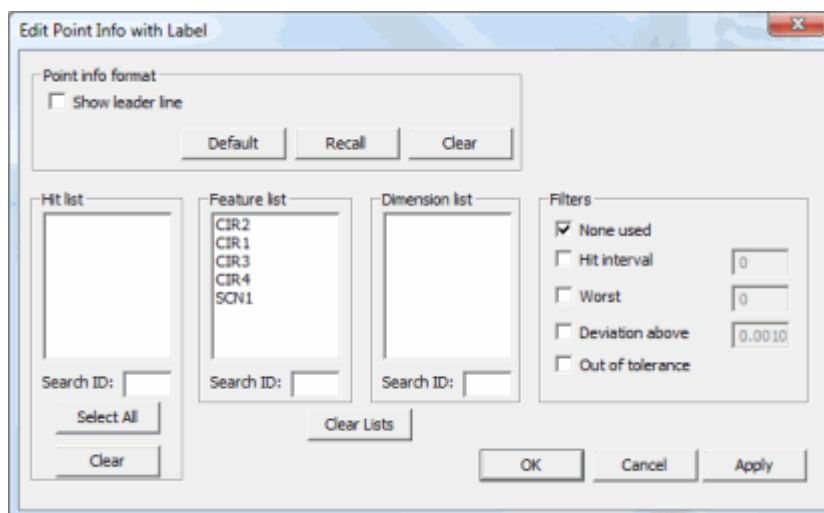 Edit Point Info with Label
Point info format
Show leader line
Default Recall Clear
Hit list Feature list Dimension list Filters
CIR2
CIR1
CIR3
CIR4
SCN1
None used
Hit interval 0
Worst 0
Deviation above 0.0010
Out of tolerance
Search ID: Search ID: Search ID:
Select All
Clear Lists
Clear
OK Cancel Apply